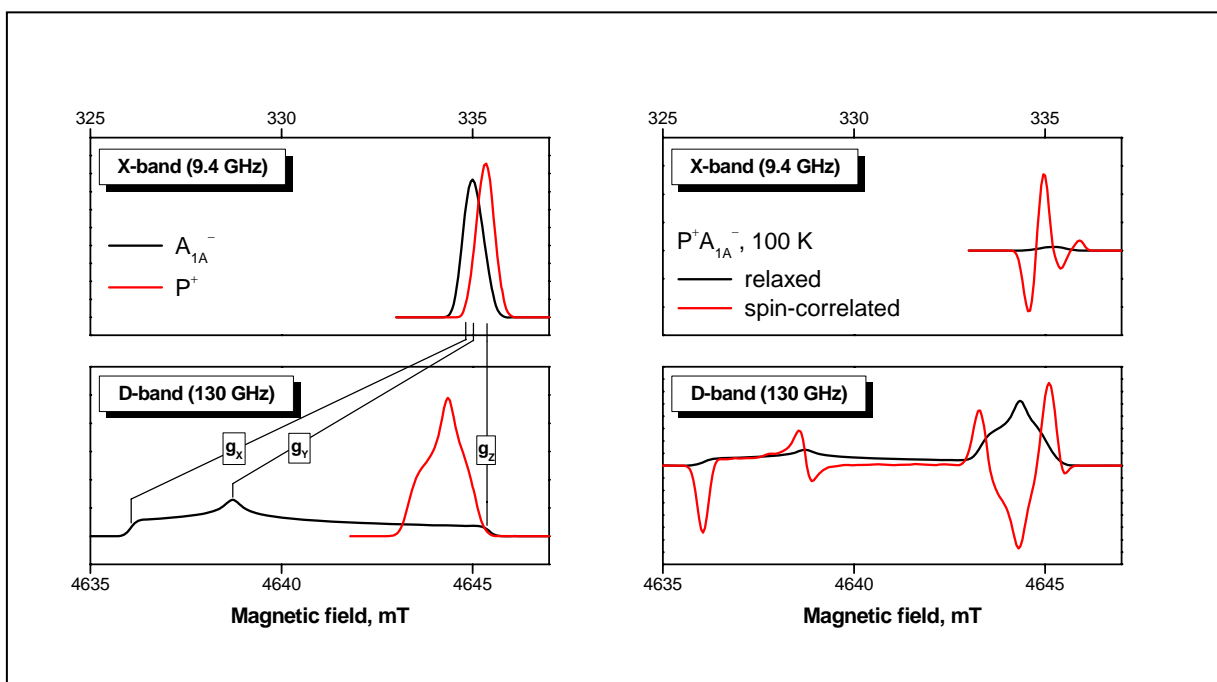 325 330 335
X-band (9.4 GHz)
A1A−
P+
D-band (130 GHz)
gX
gY
gZ
4635 4640 4645
Magnetic field, mT
325 330 335
X-band (9.4 GHz)
P+A1A−, 100 K
relaxed
spin-correlated
D-band (130 GHz)
4635 4640 4645
Magnetic field, mT